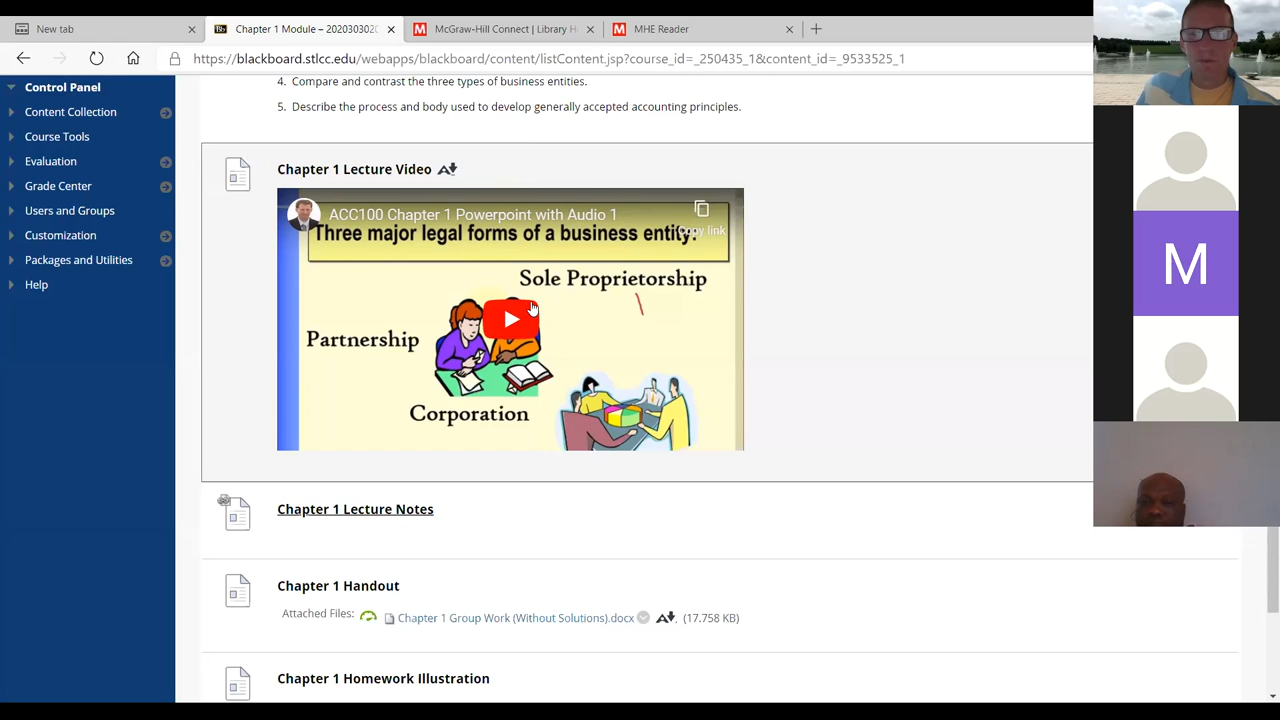 New tab
Chapter 1 Module – 2020303020
McGraw-Hill Connect | Library H
MHE Reader
https://blackboard.stlcc.edu/webapps/blackboard/content/listContent.jsp?course_id=_250435_1&content_id=_9533525_1
Control Panel
Content Collection
Course Tools
Evaluation
Grade Center
Users and Groups
Customization
Packages and Utilities
Help
4. Compare and contrast the three types of business entities.
5. Describe the process and body used to develop generally accepted accounting principles.
Chapter 1 Lecture Video
ACC100 Chapter 1 Powerpoint with Audio 1
Copy link
Three major legal forms of a business entity:
Sole Proprietorship
Partnership
Corporation
Chapter 1 Lecture Notes
Chapter 1 Handout
Attached Files: Chapter 1 Group Work (Without Solutions).docx (17.758 KB)
Chapter 1 Homework Illustration
M